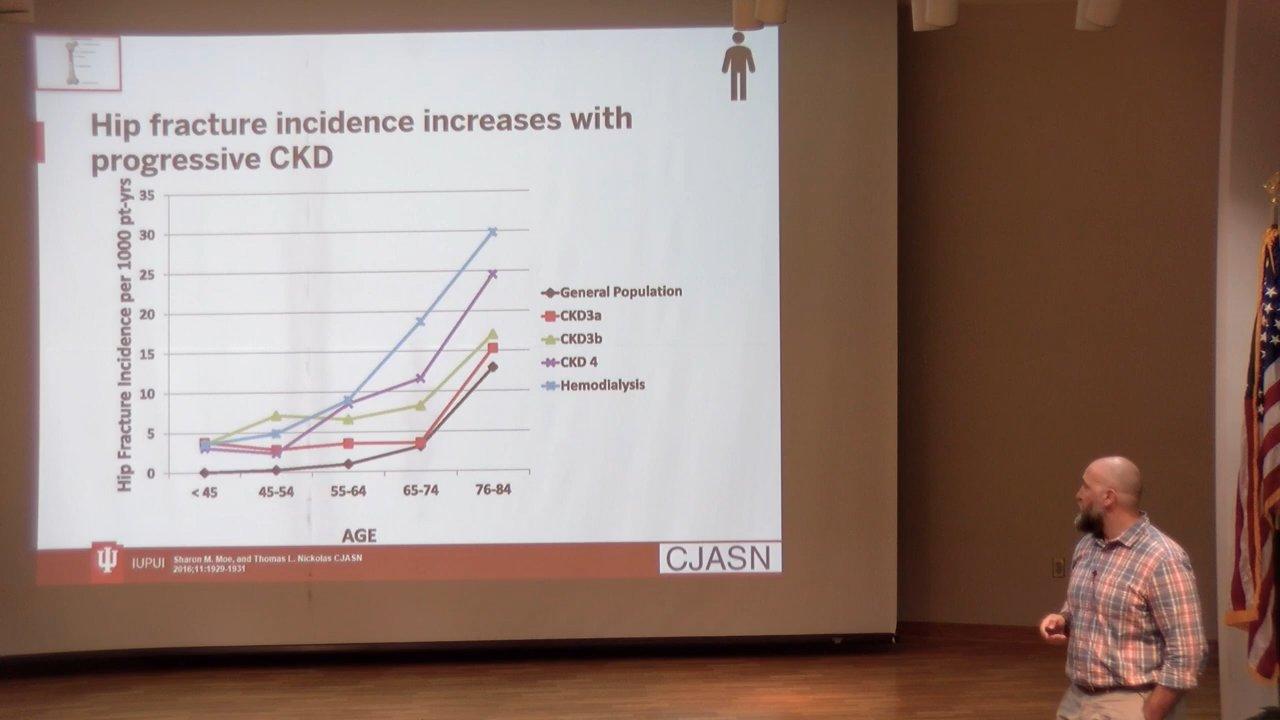 Hip fracture incidence increases with
progressive CKD
Hip Fracture Incidence per 1000 pt-yrs
35
30
25
20
15
10
5
0
< 45
45-54
55-64
65-74
76-84
AGE
General Population
CKD3a
CKD3b
CKD 4
Hemodialysis
IUPUI
Sharon M. Moe, and Thomas L. Nickolas CJASN
2016;11:1929-1931
CJASN